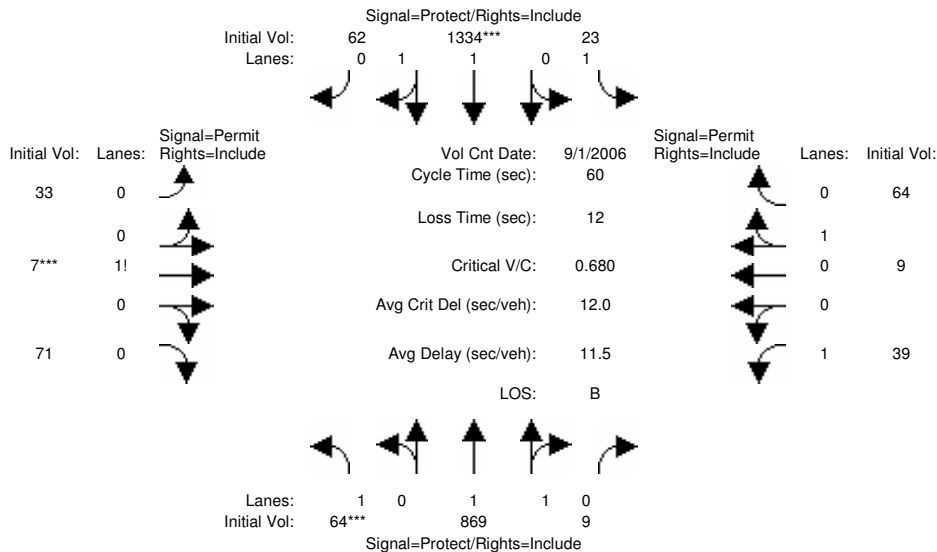 Signal=Protect/Rights=Include
Initial Vol: 62 1334*** 23
Lanes: 0 1 1 0 1
Signal=Permit Signal=Permit
Initial Vol: Lanes: Rights=Include Vol Cnt Date: 9/1/2006 Rights=Include Lanes: Initial Vol:
Cycle Time (sec): 60
33 0 0 64
Loss Time (sec): 12
0 1
7*** 1! Critical V/C: 0.680 0 9
0 Avg Crit Del (sec/veh): 12.0 0
71 0 Avg Delay (sec/veh): 11.5 1 39
LOS: B
Lanes: 1 0 1 1 0
Initial Vol: 64*** 869 9
Signal=Protect/Rights=Include